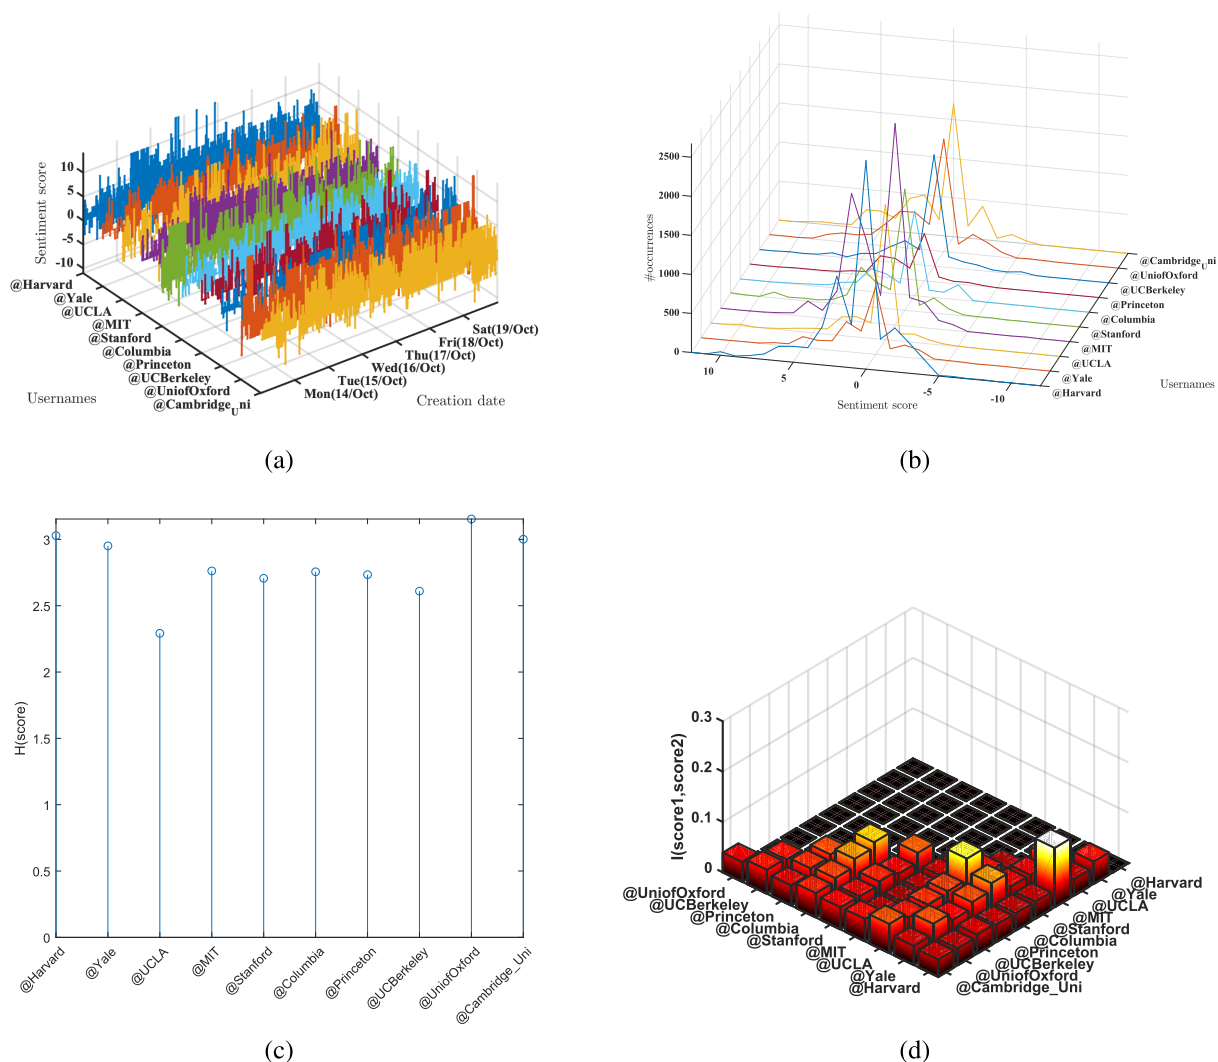 10
5
0
-5
-10
Sentiment score
@Harvard
@Yale
@UCLA
@MIT
@Stanford
@Columbia
@Princeton
@UCBerkeley
@UniofOxford
@Cambridge_Uni
Usernames
Sat(19/Oct)
Fri(18/Oct)
Thu(17/Oct)
Wed(16/Oct)
Tue(15/Oct)
Mon(14/Oct)
Creation date
(a)
2500
2000
1500
1000
500
0
#occurrences
10
5
0
-5
-10
Sentiment score
@Cambridge_Uni
@UniofOxford
@UCBerkeley
@Princeton
@Columbia
@Stanford
@MIT
@UCLA
@Yale
@Harvard
Usernames
(b)
3
2.5
2
1.5
1
0.5
0
H(score)
@Harvard
@Yale
@UCLA
@MIT
@Stanford
@Columbia
@Princeton
@UCBerkeley
@UniofOxford
@Cambridge_Uni
(c)
0.3
0.2
0.1
0
I(score1,score2)
@UniofOxford
@UCBerkeley
@Princeton
@Columbia
@Stanford
@MIT
@UCLA
@Yale
@Harvard
@Harvard
@Yale
@UCLA
@MIT
@Stanford
@Columbia
@Princeton
@UCBerkeley
@UniofOxford
@Cambridge_Uni
(d)